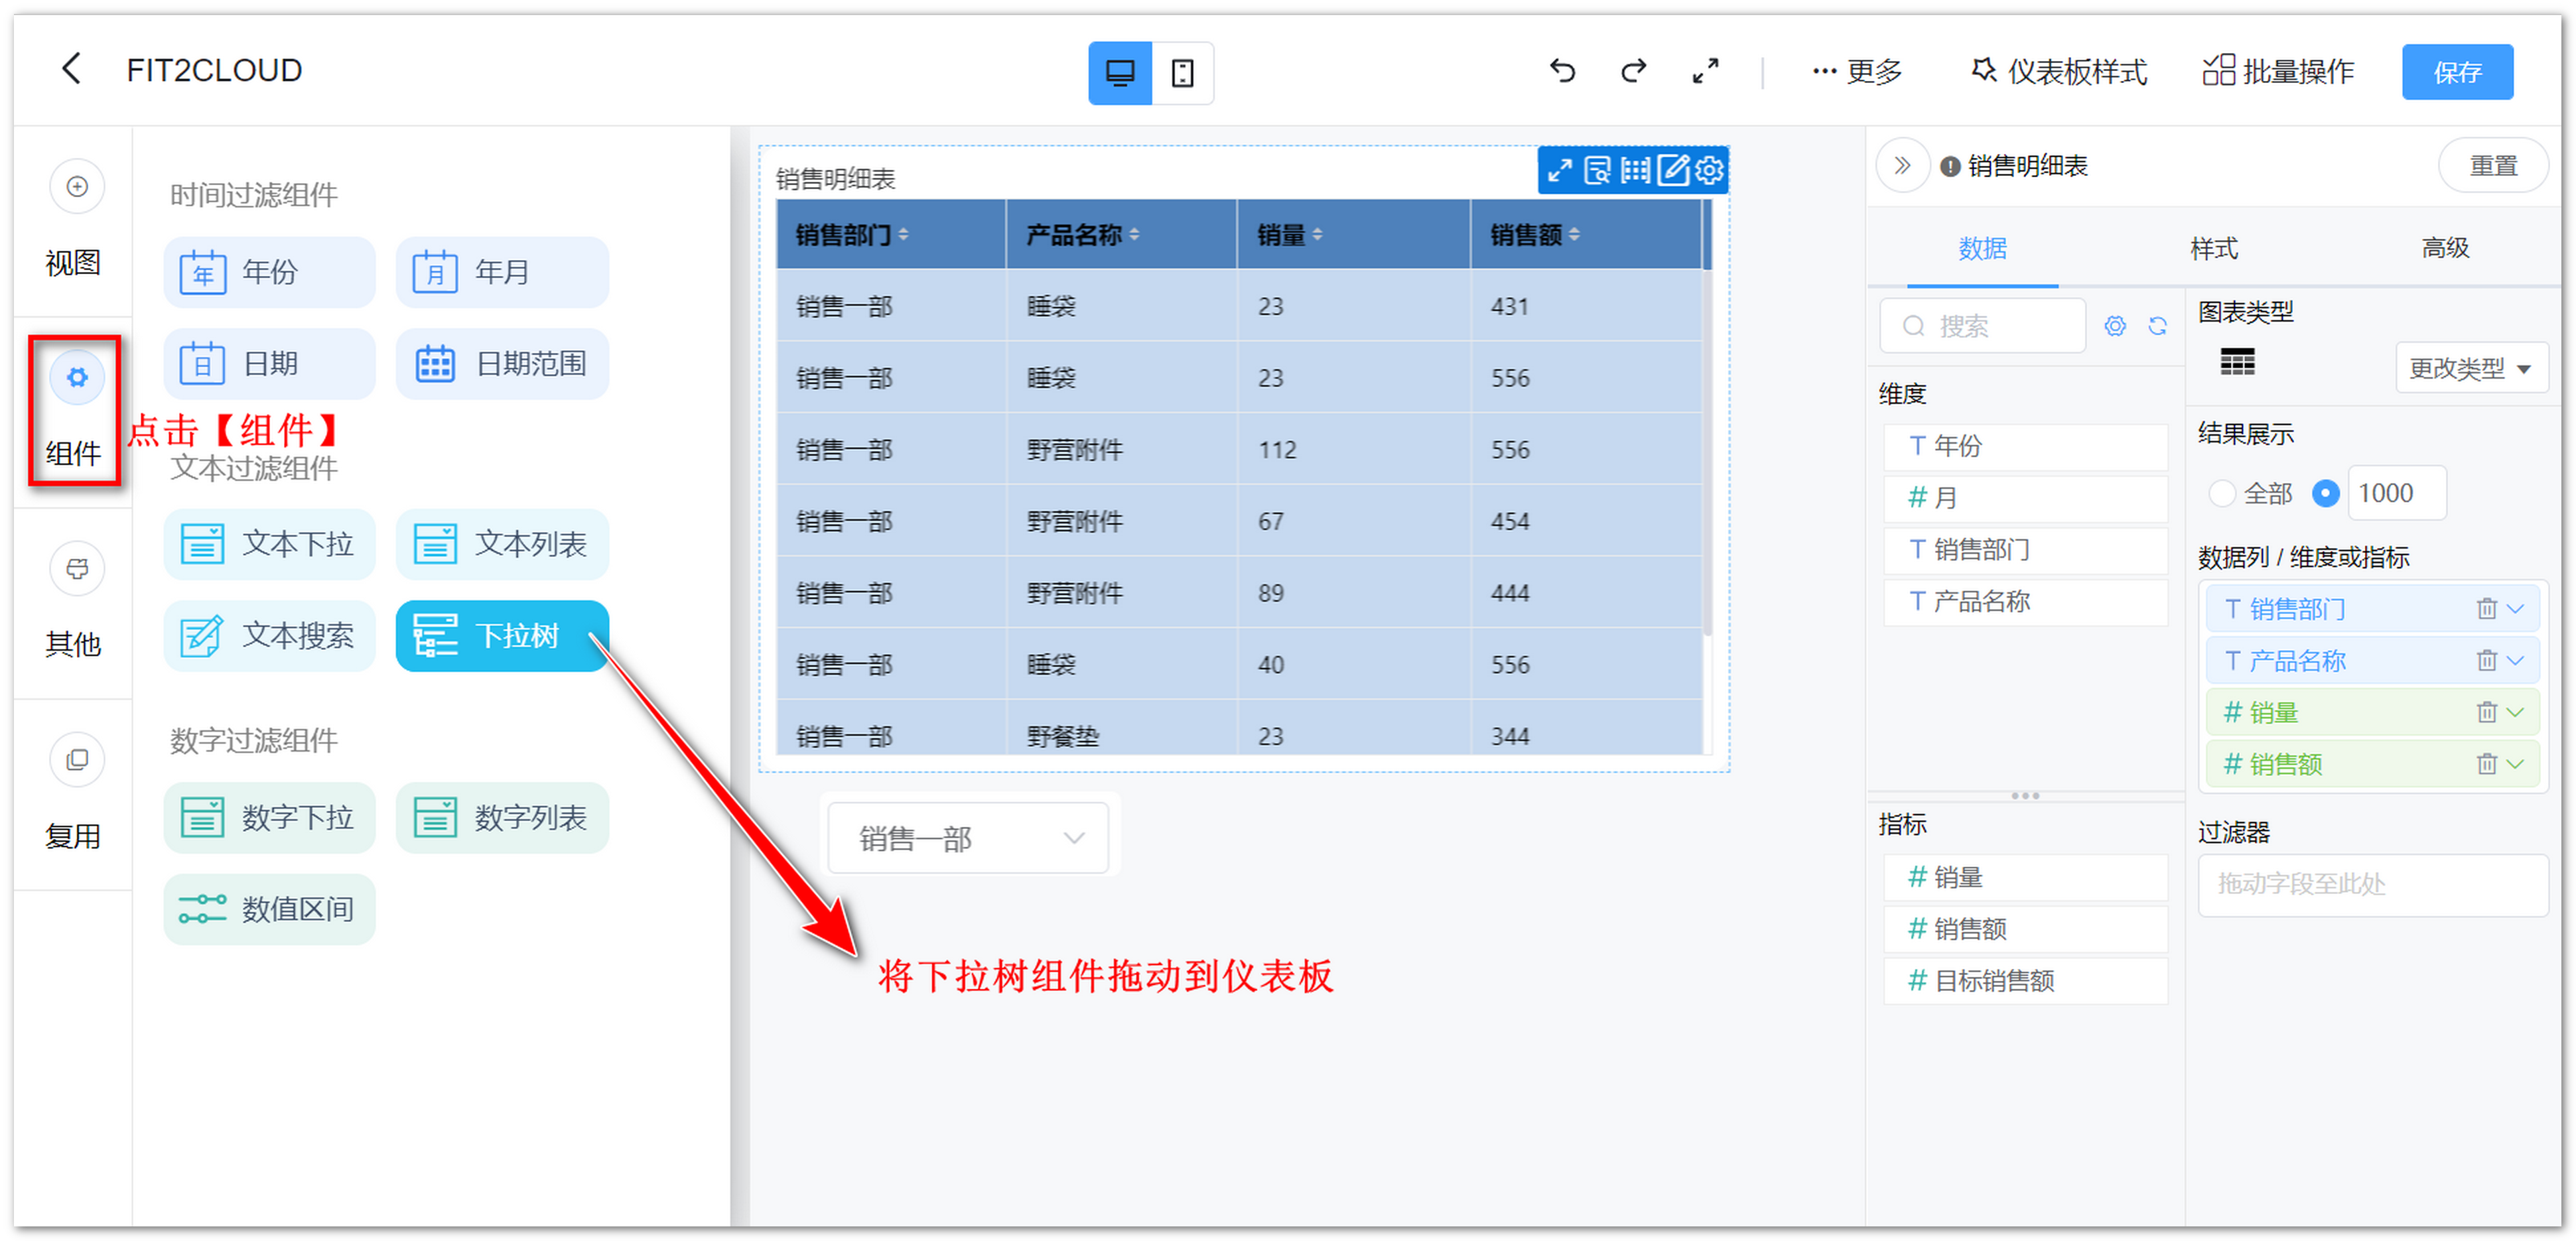 FIT2CLOUD
更多
仪表板样式
批量操作
保存
视图
组件
其他
复用
点击【组件】
时间过滤组件
年 年份
月 年月
日 日期
日期范围
文本过滤组件
文本下拉
文本列表
文本搜索
下拉树
数字过滤组件
数字下拉
数字列表
数值区间
销售明细表
销售部门 产品名称 销量 销售额
销售一部 睡袋 23 431
销售一部 睡袋 23 556
销售一部 野营附件 112 556
销售一部 野营附件 67 454
销售一部 野营附件 89 444
销售一部 睡袋 40 556
销售一部 野餐垫 23 344
销售一部
将下拉树组件拖动到仪表板
销售明细表
重置
数据 样式 高级
搜索
维度
T 年份
# 月
T 销售部门
T 产品名称
指标
# 销量
# 销售额
# 目标销售额
图表类型
更改类型
结果展示
全部 1000
数据列 / 维度或指标
T 销售部门
T 产品名称
# 销量
# 销售额
过滤器
拖动字段至此处